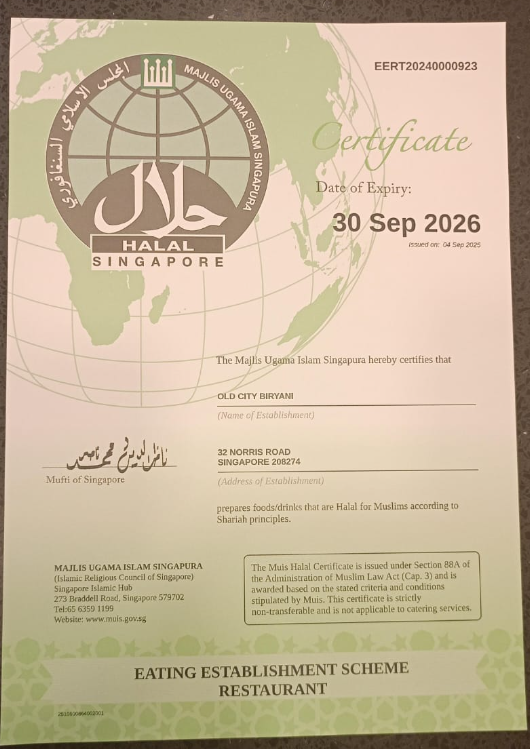 EERT20240000923
المجلس الاسلامي السنغافوري
MAJLIS UGAMA ISLAM SINGAPURA
حلال
HALAL
SINGAPORE
Certificate
Date of Expiry:
30 Sep 2026
Issued on: 04 Sep 2025
The Majlis Ugama Islam Singapura hereby certifies that
OLD CITY BIRYANI
(Name of Establishment)
32 NORRIS ROAD
SINGAPORE 208274
(Address of Establishment)
Mufti of Singapore
prepares foods/drinks that are Halal for Muslims according to
Shariah principles.
MAJLIS UGAMA ISLAM SINGAPURA
(Islamic Religious Council of Singapore)
Singapore Islamic Hub
273 Braddell Road, Singapore 579702
Tel:65 6359 1199
Website: www.muis.gov.sg
The Muis Halal Certificate is issued under Section 88A of
the Administration of Muslim Law Act (Cap. 3) and is
awarded based on the stated criteria and conditions
stipulated by Muis. This certificate is strictly
non-transferable and is not applicable to catering services.
EATING ESTABLISHMENT SCHEME
RESTAURANT